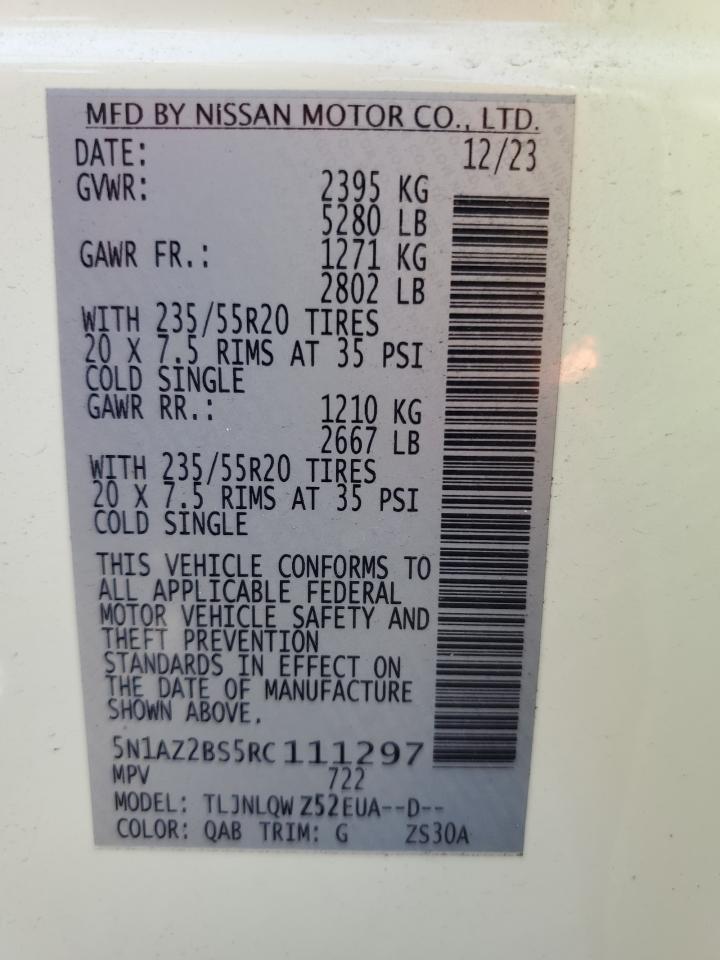 MFD BY NISSAN MOTOR CO., LTD.
DATE: 12/23
GVWR: 2395 KG
5280 LB
GAWR FR.: 1271 KG
2802 LB
WITH 235/55R20 TIRES
20 X 7.5 RIMS AT 35 PSI
COLD SINGLE
GAWR RR.: 1210 KG
2667 LB
WITH 235/55R20 TIRES
20 X 7.5 RIMS AT 35 PSI
COLD SINGLE
THIS VEHICLE CONFORMS TO
ALL APPLICABLE FEDERAL
MOTOR VEHICLE SAFETY AND
THEFT PREVENTION
STANDARDS IN EFFECT ON
THE DATE OF MANUFACTURE
SHOWN ABOVE.
5N1AZ2BS5RC111297
MPV 722
MODEL: TLJNLQW Z52EUA--D--
COLOR: QAB TRIM: G ZS30A